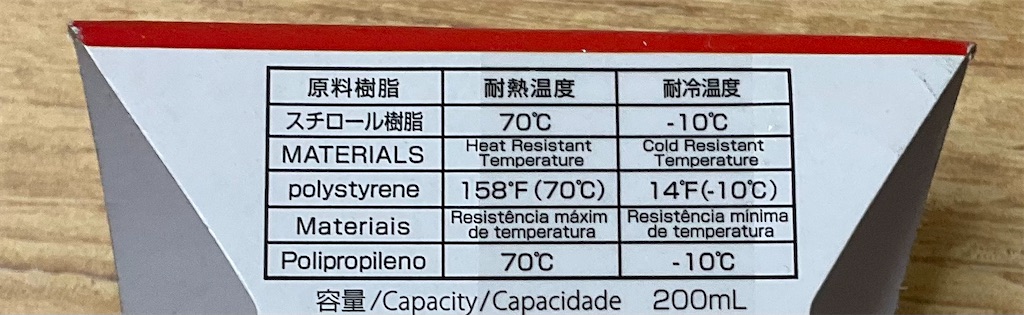 原料樹脂 耐熱温度 耐冷温度
スチロール樹脂 70℃ -10℃
MATERIALS Heat Resistant Temperature Cold Resistant Temperature
polystyrene 158°F (70℃) 14°F(-10℃)
Materiais Resistência máxim de temperatura Resistência mínima de temperatura
Polipropileno 70℃ -10℃
容量/Capacity/Capacidade 200mL